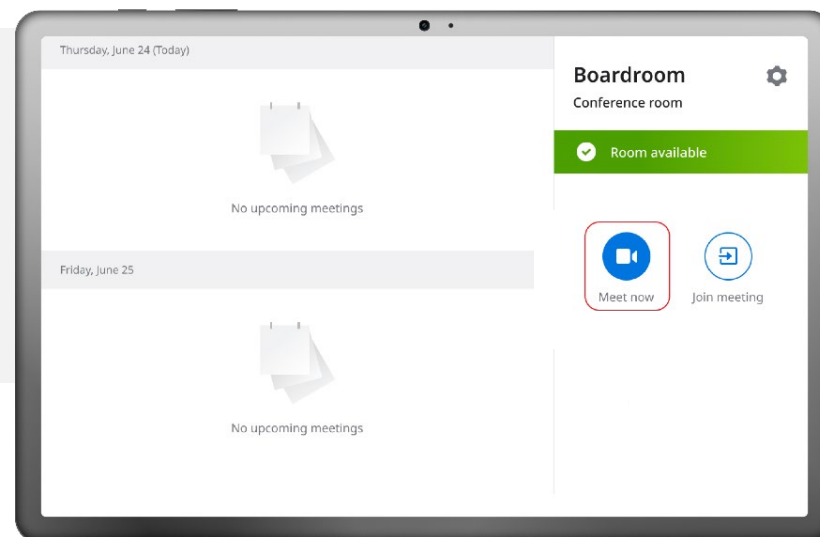 Thursday, June 24 (Today)
No upcoming meetings
Friday, June 25
No upcoming meetings
Boardroom
Conference room
Room available
Meet now
Join meeting